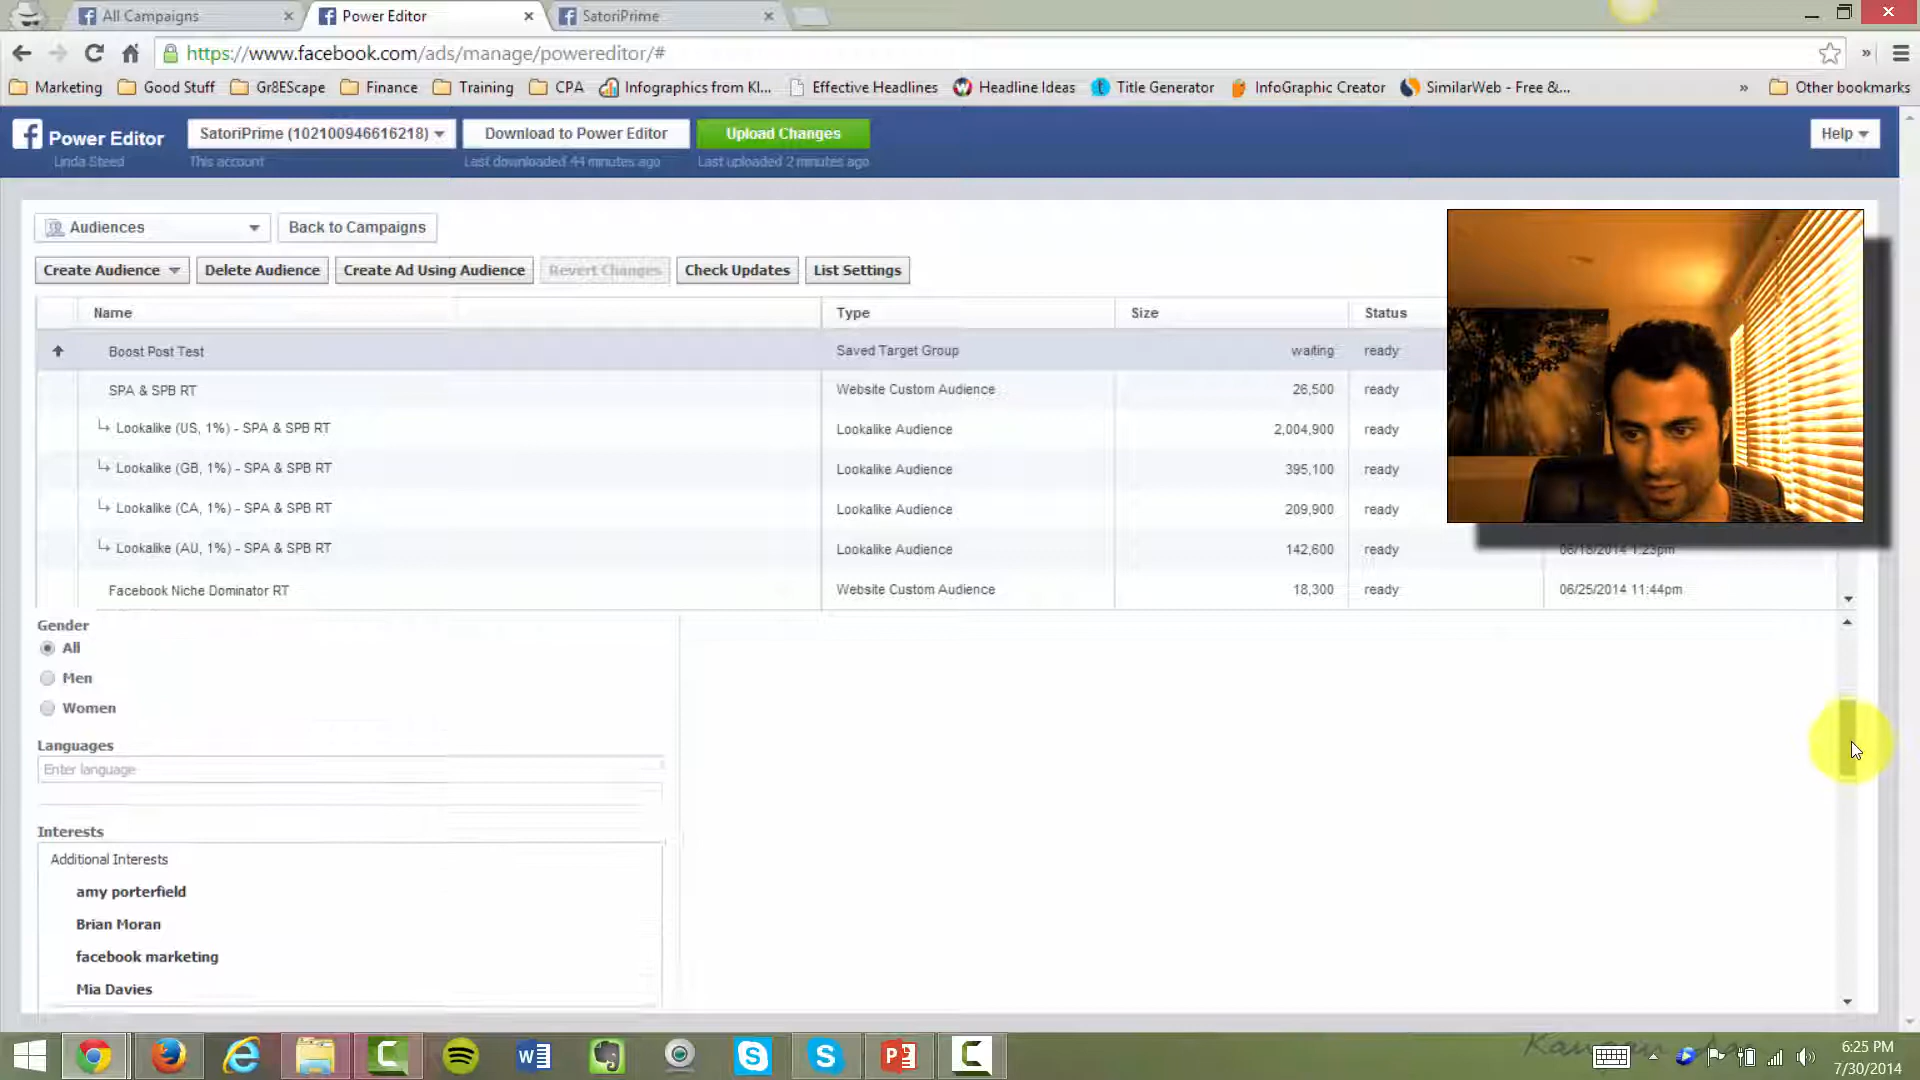 All Campaigns
Power Editor
SatoriPrime
https://www.facebook.com/ads/manage/powereditor/#
Marketing
Good Stuff
Gr8EScape
Finance
Training
CPA
Infographics from KI...
Effective Headlines
Headline Ideas
Title Generator
InfoGraphic Creator
SimilarWeb - Free &...
»
Other bookmarks
Power Editor
Linda Steed
SatoriPrime (102100946616218)
This account
Download to Power Editor
Last downloaded 44 minutes ago
Upload Changes
Last uploaded 2 minutes ago
Help
Audiences
Back to Campaigns
Create Audience
Delete Audience
Create Ad Using Audience
Revert Changes
Check Updates
List Settings
Name Type Size Status
Boost Post Test Saved Target Group waiting ready
SPA & SPB RT Website Custom Audience 26,500 ready
Lookalike (US, 1%) - SPA & SPB RT Lookalike Audience 2,004,900 ready
Lookalike (GB, 1%) - SPA & SPB RT Lookalike Audience 395,100 ready
Lookalike (CA, 1%) - SPA & SPB RT Lookalike Audience 209,900 ready
Lookalike (AU, 1%) - SPA & SPB RT Lookalike Audience 142,600 ready 06/18/2014 1:23pm
Facebook Niche Dominator RT Website Custom Audience 18,300 ready 06/25/2014 11:44pm
Gender
All
Men
Women
Languages
Enter language
Interests
Additional Interests
amy porterfield
Brian Moran
facebook marketing
Mia Davies
6:25 PM
7/30/2014